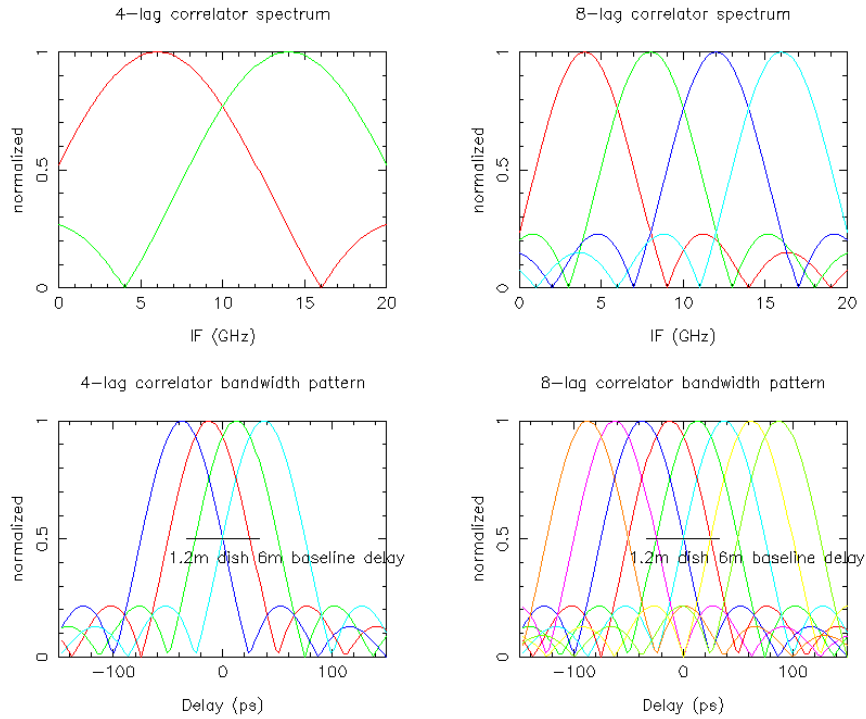 4-lag correlator spectrum
8-lag correlator spectrum
normalized
0
0.5
1
0 5 10 15 20
IF (GHz)
normalized
0
0.5
1
0 5 10 15 20
IF (GHz)
4-lag correlator bandwidth pattern
8-lag correlator bandwidth pattern
normalized
0
0.5
1
1.2m dish 6m baseline delay
-100 0 100
Delay (ps)
normalized
0
0.5
1
1.2m dish 6m baseline delay
-100 0 100
Delay (ps)